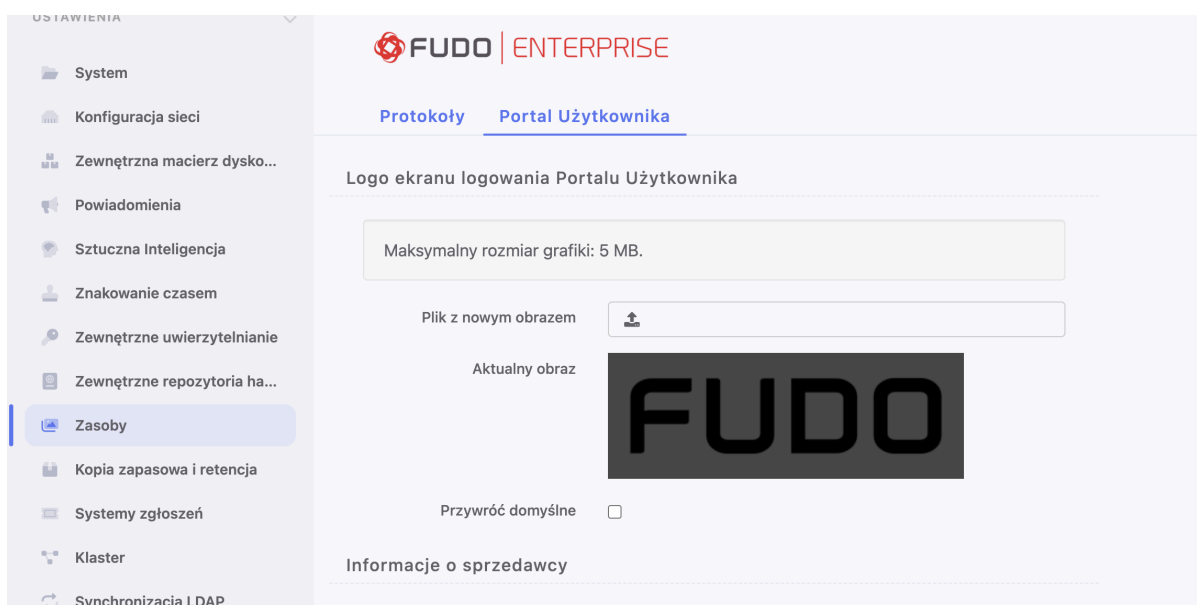 USTAWIENIA
System
Konfiguracja sieci
Zewnętrzna macierz dysko...
Powiadomienia
Sztuczna Inteligencja
Znakowanie czasem
Zewnętrzne uwierzytelnianie
Zewnętrzne repozytoria ha...
Zasoby
Kopia zapasowa i retencja
Systemy zgłoszeń
Klaster
Synchronizacja LDAP
FUDO | ENTERPRISE
Protokoły Portal Użytkownika
Logo ekranu logowania Portalu Użytkownika
Maksymalny rozmiar grafiki: 5 MB.
Plik z nowym obrazem
Aktualny obraz
FUDO
Przywróć domyślne
Informacje o sprzedawcy